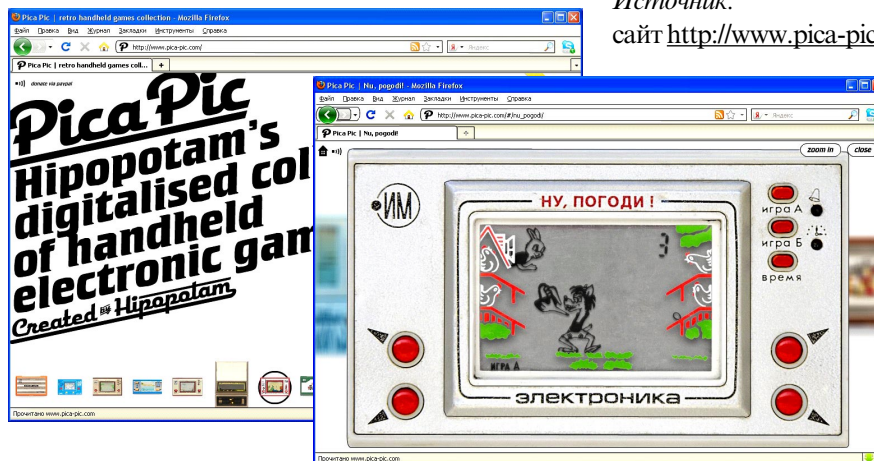 Источник:
сайт http://www.pica-pic
Pica Pic | retro handheld games collection - Mozilla Firefox
Файл Правка Вид Журнал Закладки Инструменты Справка
http://www.pica-pic.com/
Яндекс
Pica Pic | retro handheld games coll...
donate via paypal
Pica Pic
Hipopotam's
digitalised col
of handheld
electronic gam
Created by Hipopotam
Прочитано www.pica-pic.com
Pica Pic | Nu, pogodi! - Mozilla Firefox
Файл Правка Вид Журнал Закладки Инструменты Справка
http://www.pica-pic.com/#/nu_pogodi/
Яндекс
Pica Pic | Nu, pogodi!
zoom in close
ИМ
НУ, ПОГОДИ !
3
игра А
игра Б
время
ИГРА А
электроника
Прочитано www.pica-pic.com